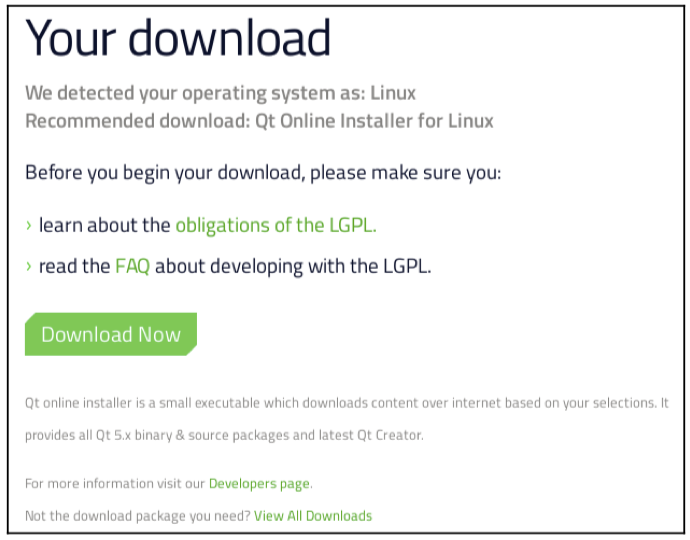 Your download
We detected your operating system as: Linux
Recommended download: Qt Online Installer for Linux
Before you begin your download, please make sure you:
› learn about the obligations of the LGPL.
› read the FAQ about developing with the LGPL.
Download Now
Qt online installer is a small executable which downloads content over internet based on your selections. It
provides all Qt 5.x binary & source packages and latest Qt Creator.
For more information visit our Developers page.
Not the download package you need? View All Downloads